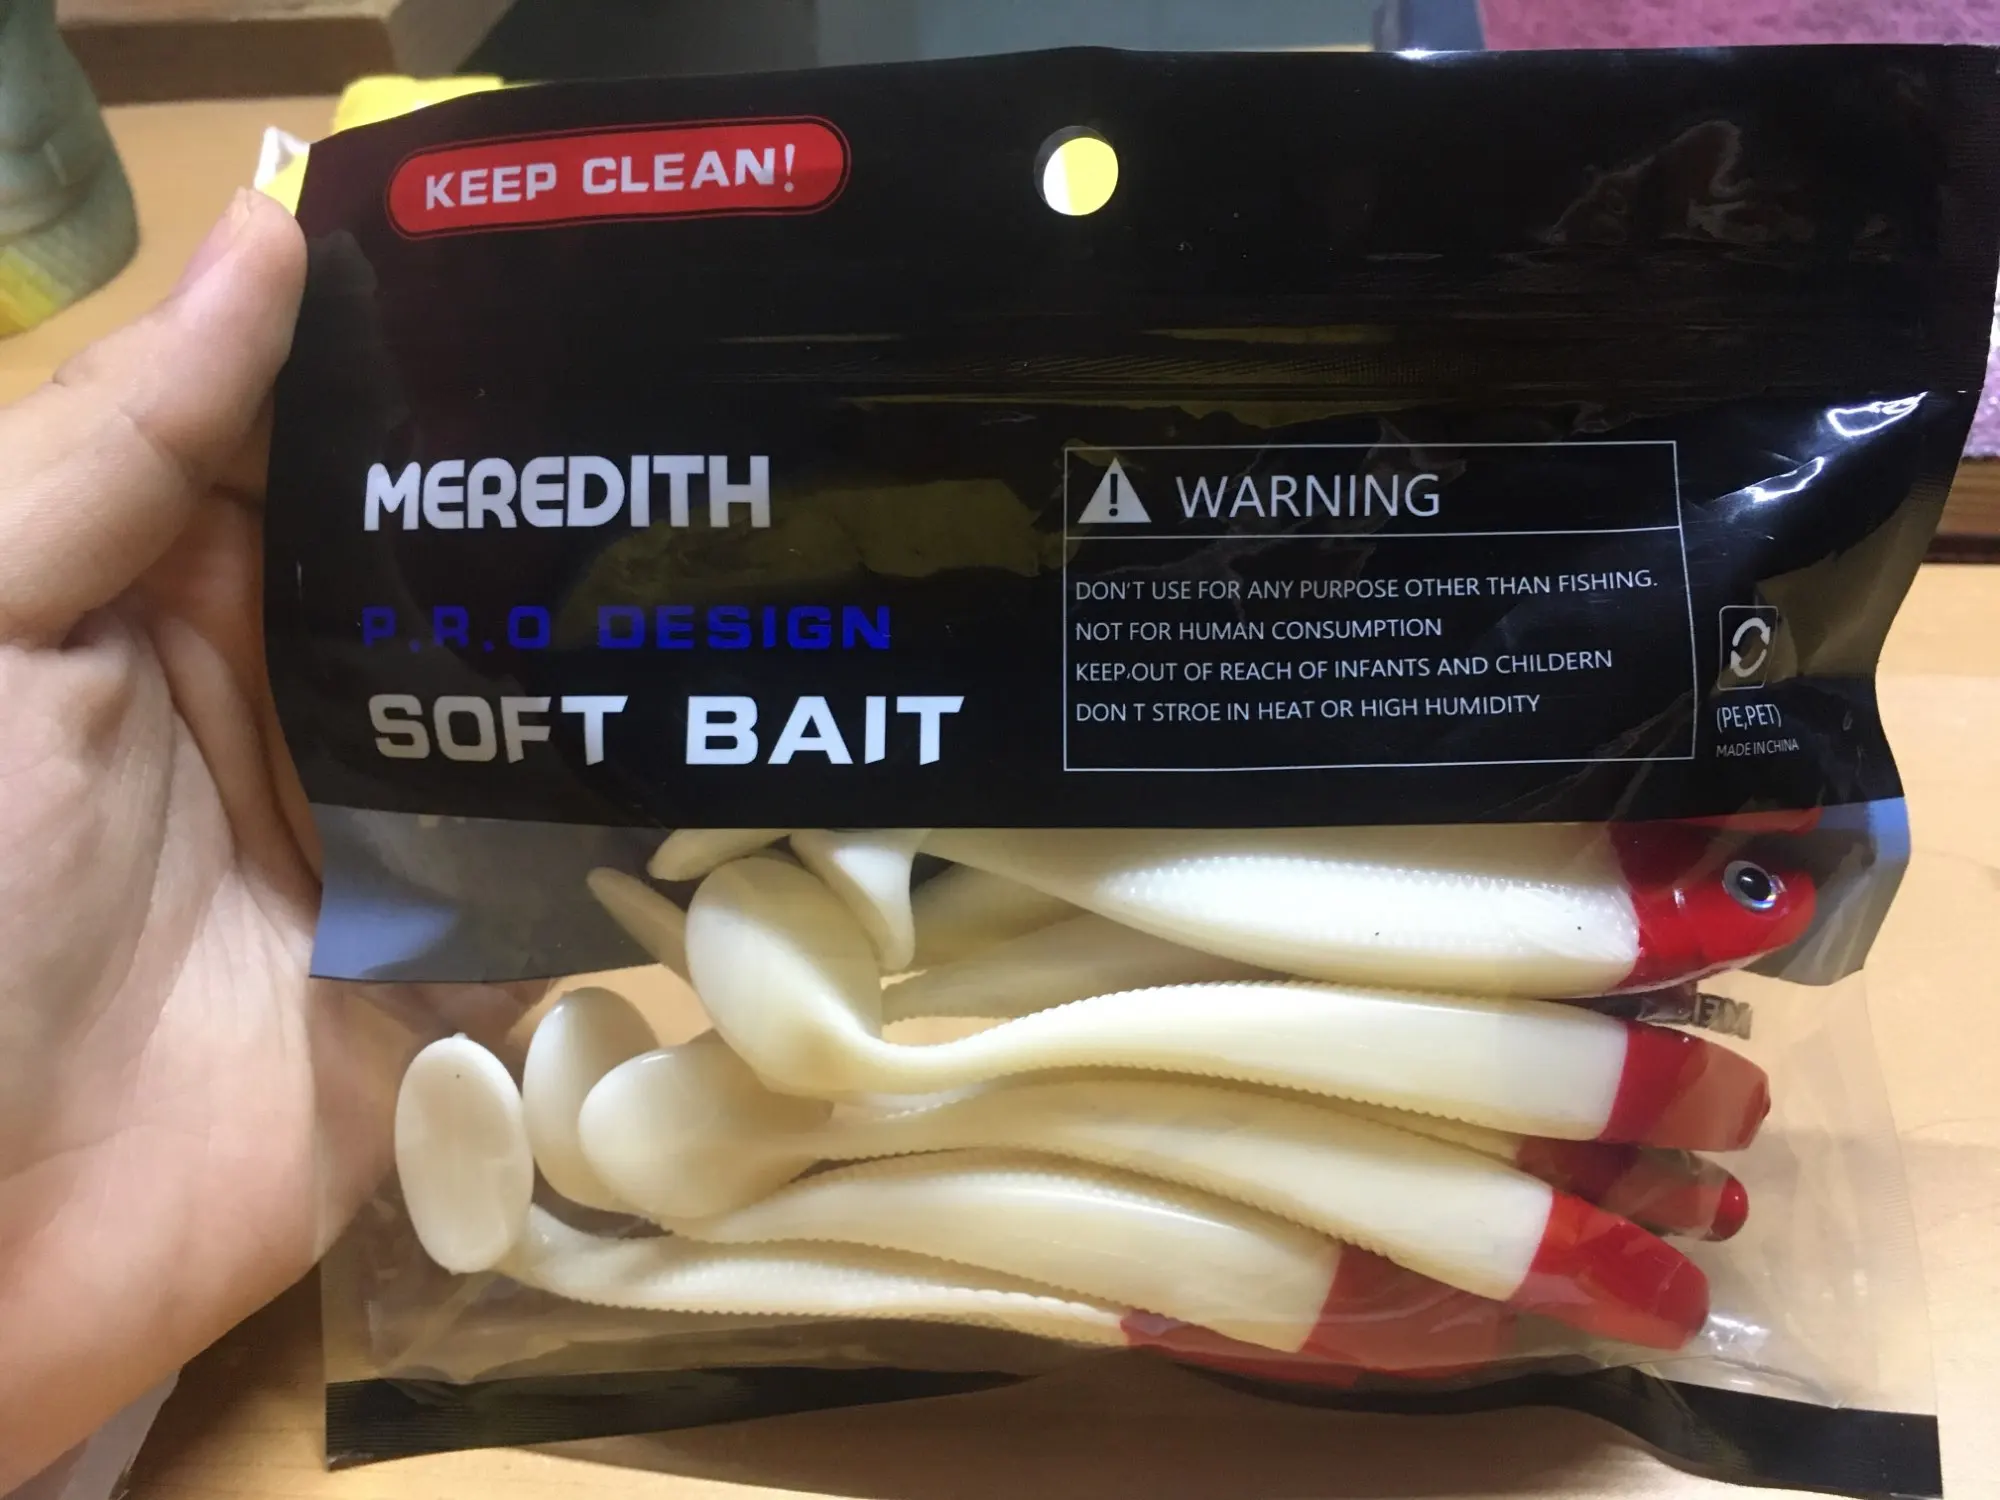 KEEP CLEAN!
MEREDITH
P.R.O DESIGN
SOFT BAIT
WARNING
DON'T USE FOR ANY PURPOSE OTHER THAN FISHING.
NOT FOR HUMAN CONSUMPTION
KEEP OUT OF REACH OF INFANTS AND CHILDERN
DON T STROE IN HEAT OR HIGH HUMIDITY
(PE,PET)
MADE IN CHINA